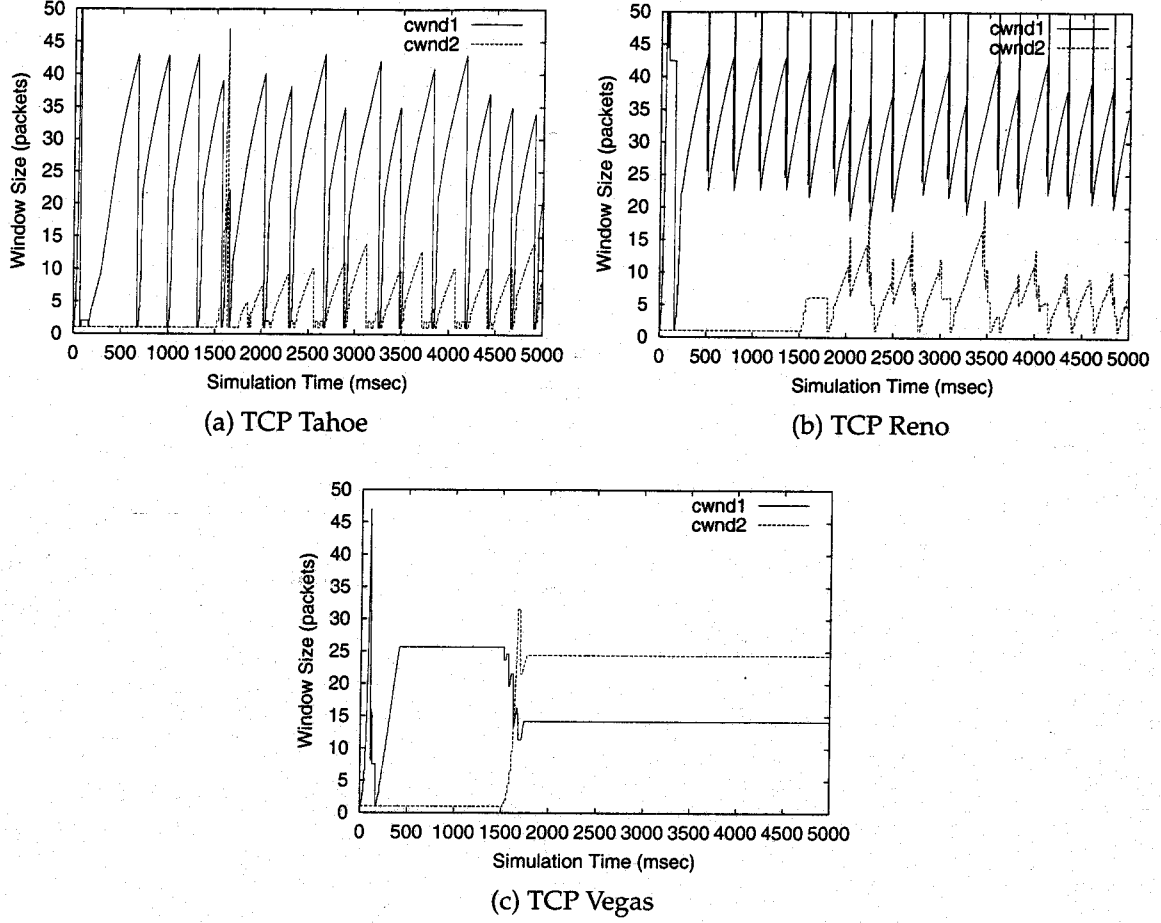 50
45
40
35
30
25
20
15
10
5
0
Window Size (packets)
cwnd1
cwnd2
0 500 1000 1500 2000 2500 3000 3500 4000 4500 5000
Simulation Time (msec)
(a) TCP Tahoe
50
45
40
35
30
25
20
15
10
5
0
Window Size (packets)
cwnd1
cwnd2
0 500 1000 1500 2000 2500 3000 3500 4000 4500 5000
Simulation Time (msec)
(b) TCP Reno
50
45
40
35
30
25
20
15
10
5
0
Window Size (packets)
cwnd1
cwnd2
0 500 1000 1500 2000 2500 3000 3500 4000 4500 5000
Simulation Time (msec)
(c) TCP Vegas